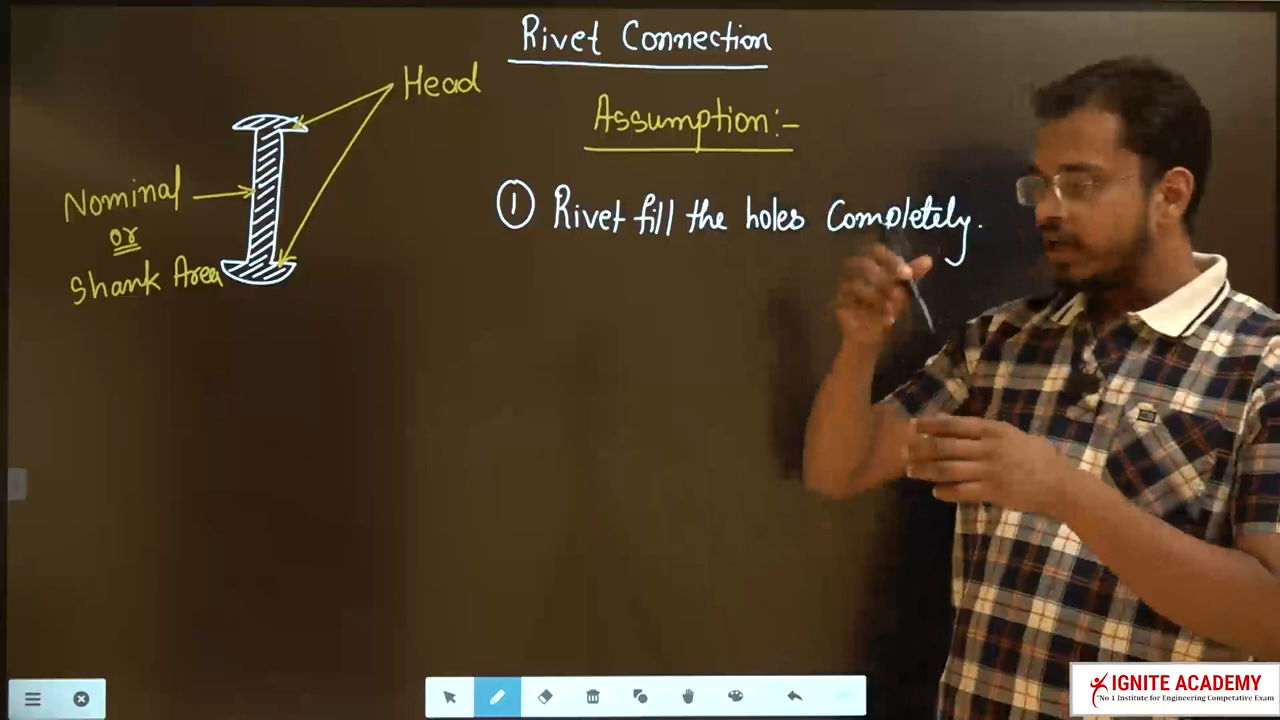 Rivet Connection
Head
Assumption:-
Nominal
or
Shank Area
① Rivet fill the holes Completely.
IGNITE ACADEMY
"No 1 Institute for Engineering Competative Exam